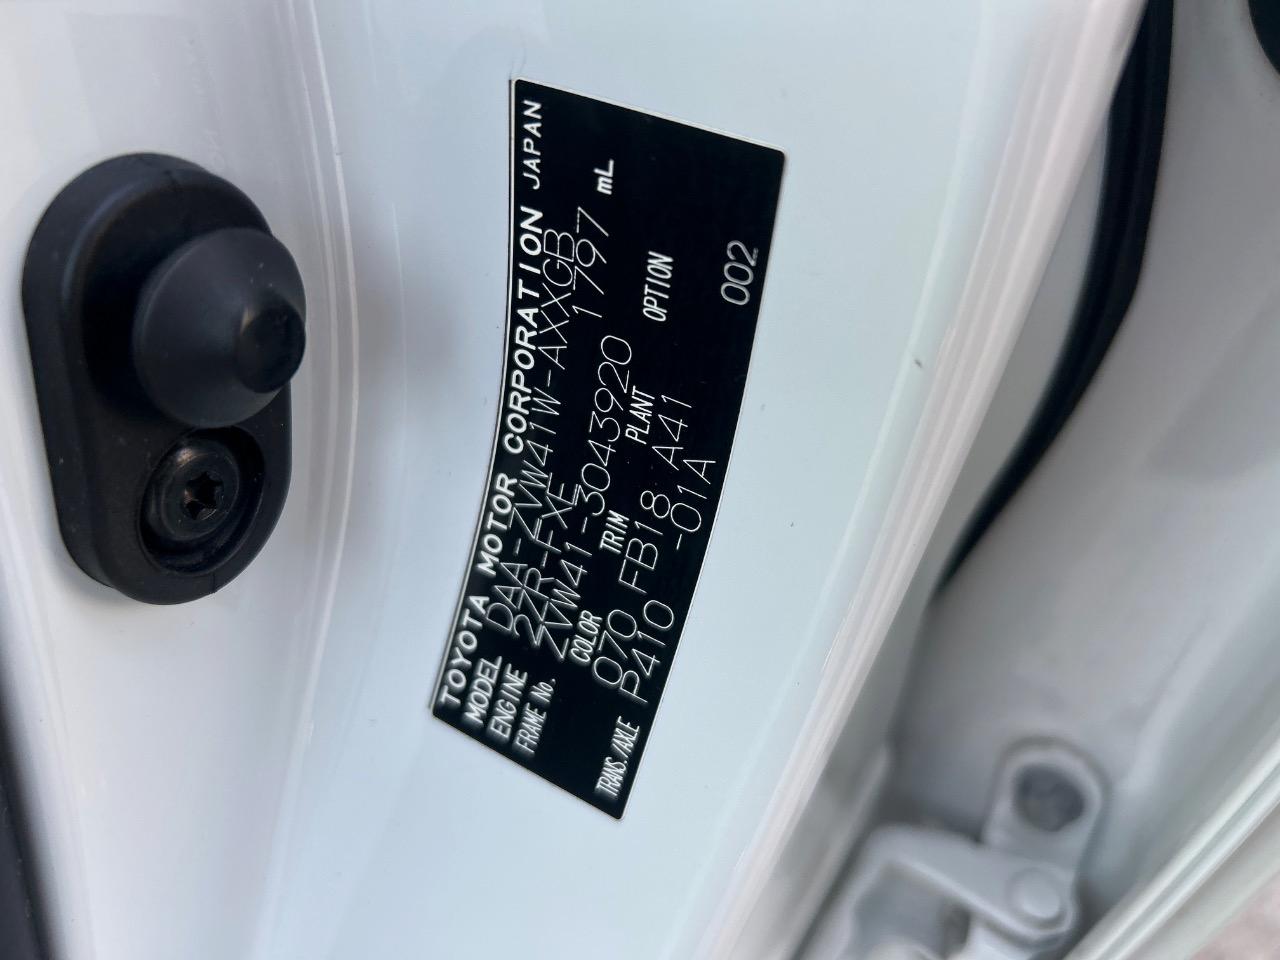 TOYOTA MOTOR CORPORATION JAPAN
MODEL DAA-ZVW41W-AXXGB
ENGINE 2ZR-FXE 1797 mL
FRAME No. ZVW41-3043920
COLOR TRIM PLANT OPTION
070 FB18 A41
TRANS./AXLE P410 -01A 002